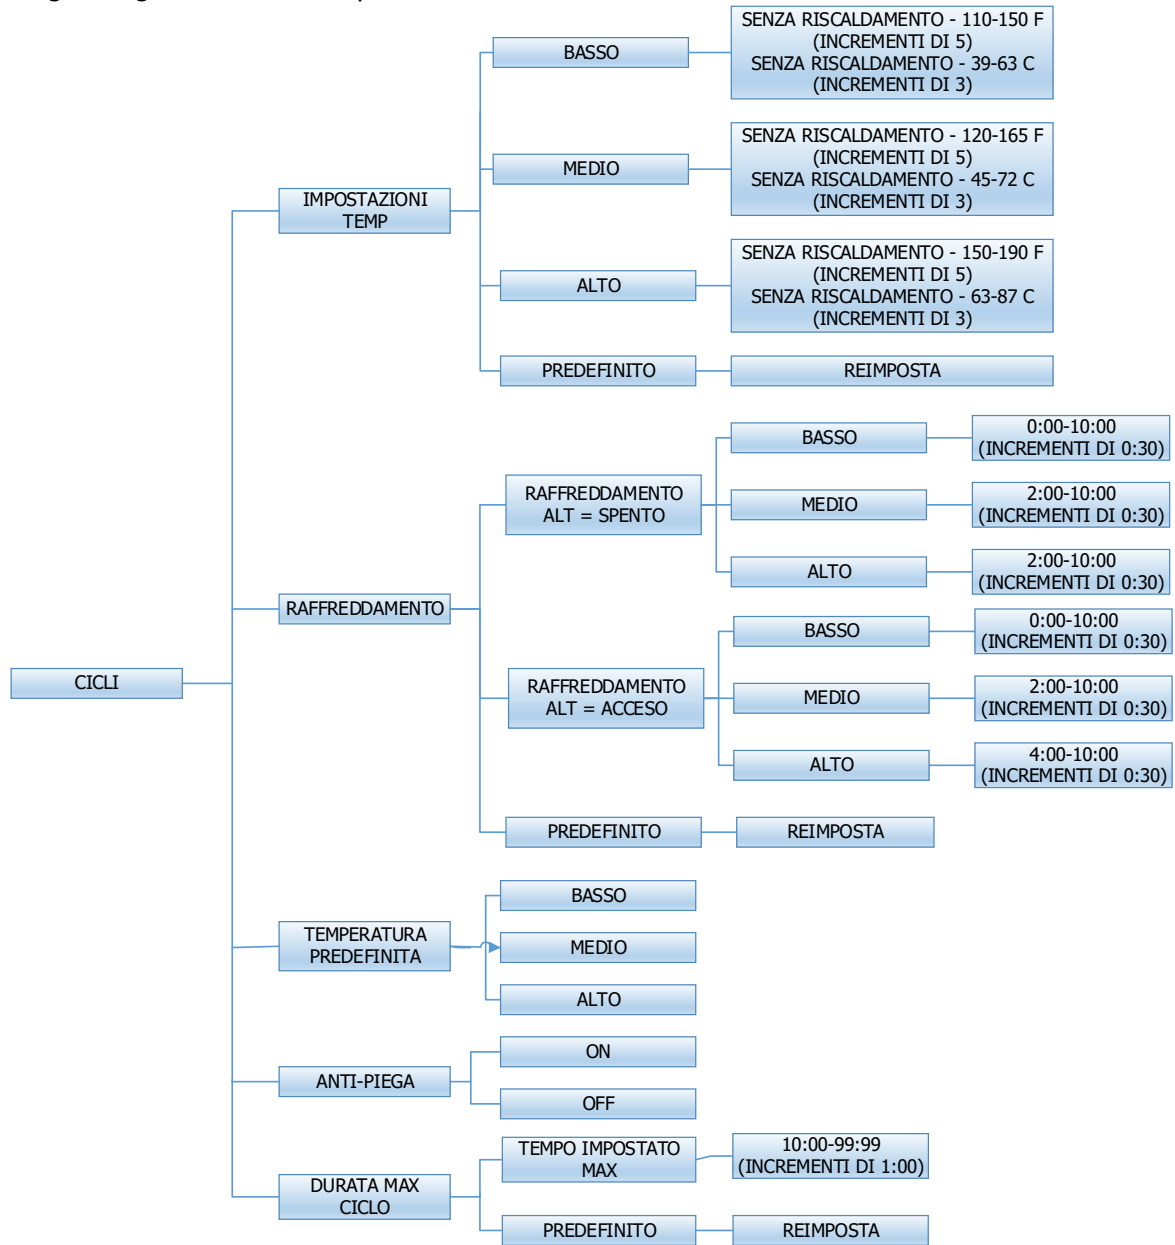 BASSO
SENZA RISCALDAMENTO - 110-150 F
(INCREMENTI DI 5)
SENZA RISCALDAMENTO - 39-63 C
(INCREMENTI DI 3)
MEDIO
SENZA RISCALDAMENTO - 120-165 F
(INCREMENTI DI 5)
SENZA RISCALDAMENTO - 45-72 C
(INCREMENTI DI 3)
IMPOSTAZIONI
TEMP
ALTO
SENZA RISCALDAMENTO - 150-190 F
(INCREMENTI DI 5)
SENZA RISCALDAMENTO - 63-87 C
(INCREMENTI DI 3)
PREDEFINITO
REIMPOSTA
RAFFREDDAMENTO
ALT = SPENTO
BASSO
0:00-10:00
(INCREMENTI DI 0:30)
MEDIO
2:00-10:00
(INCREMENTI DI 0:30)
ALTO
2:00-10:00
(INCREMENTI DI 0:30)
RAFFREDDAMENTO
CICLI
RAFFREDDAMENTO
ALT = ACCESO
BASSO
0:00-10:00
(INCREMENTI DI 0:30)
MEDIO
2:00-10:00
(INCREMENTI DI 0:30)
ALTO
4:00-10:00
(INCREMENTI DI 0:30)
PREDEFINITO
REIMPOSTA
TEMPERATURA
PREDEFINITA
BASSO
MEDIO
ALTO
ANTI-PIEGA
ON
OFF
DURATA MAX
CICLO
TEMPO IMPOSTATO
MAX
10:00-99:99
(INCREMENTI DI 1:00)
PREDEFINITO
REIMPOSTA